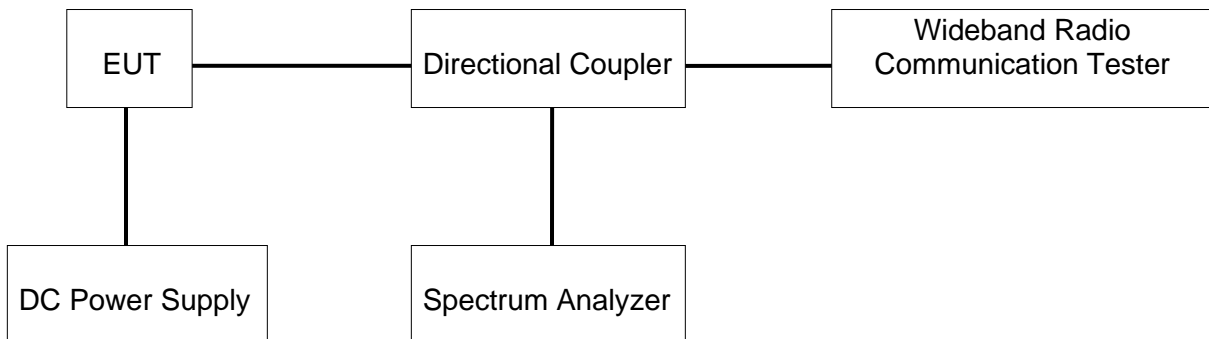 EUT
Directional Coupler
Wideband Radio
Communication Tester
DC Power Supply
Spectrum Analyzer